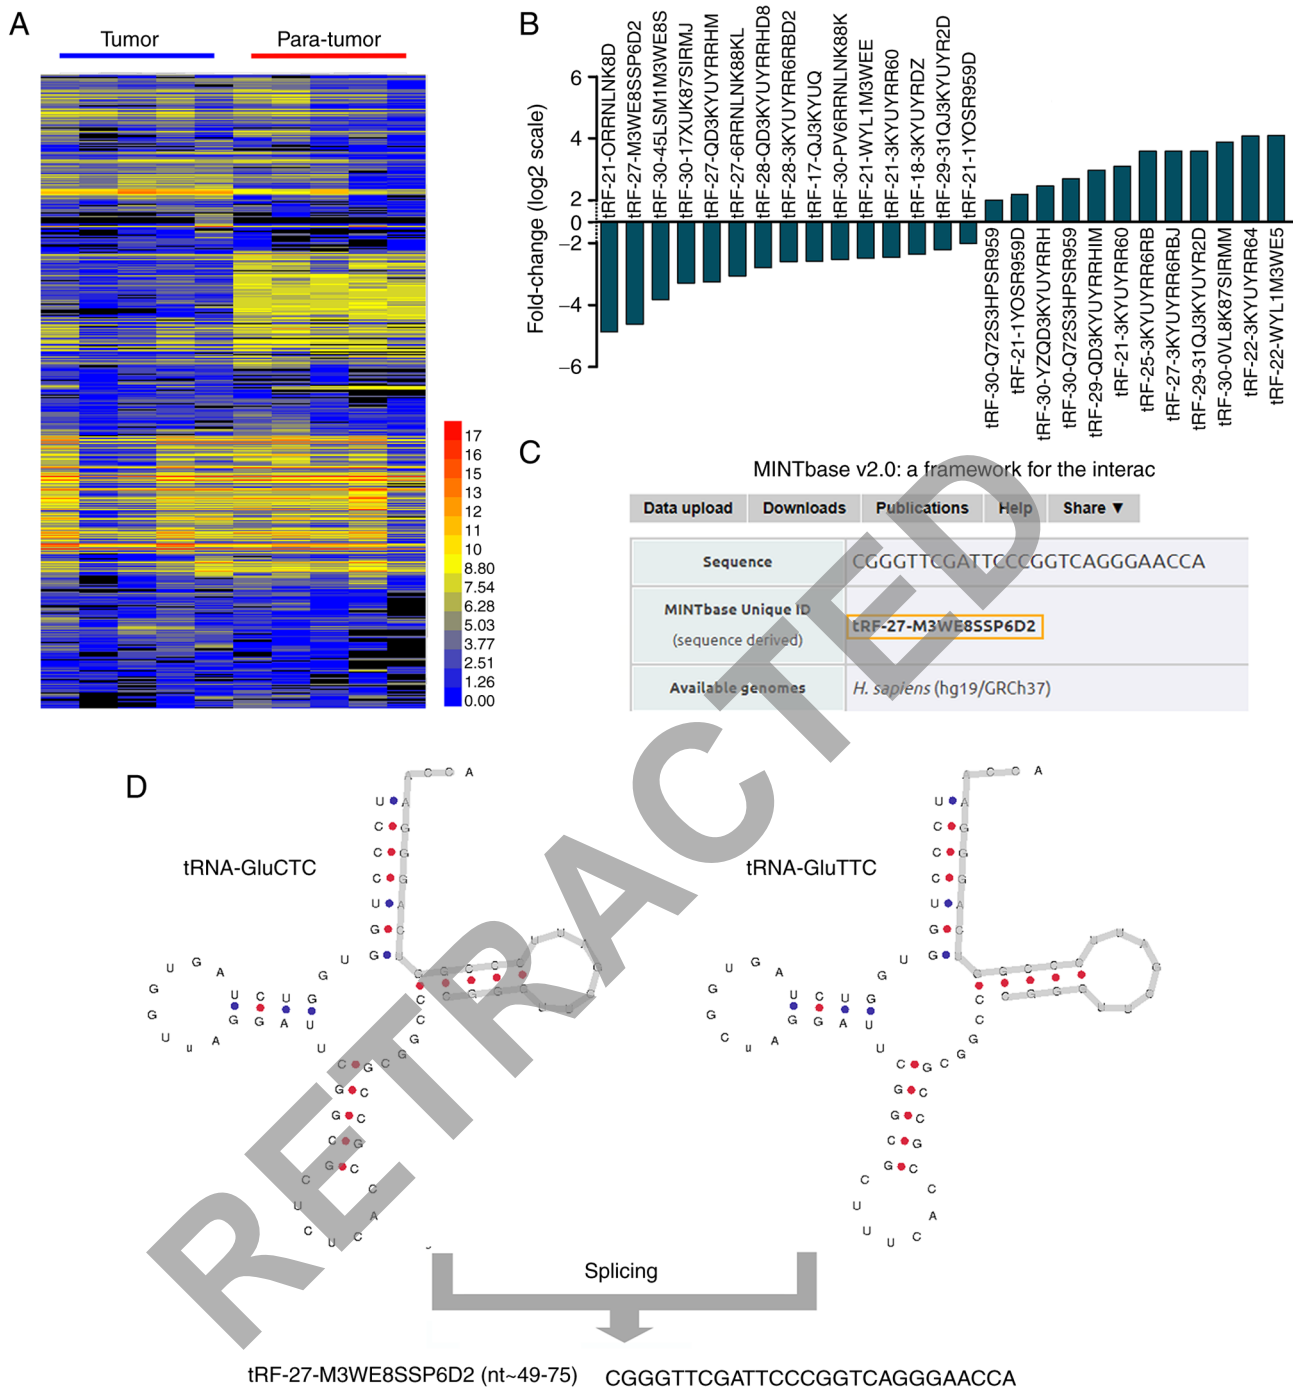 A
Tumor
Para-tumor
17
16
15
13
12
11
10
8.80
7.54
6.28
5.03
3.77
2.51
1.26
0.00
B
Fold-change (log2 scale)
6
4
2
0
−2
−4
−6
tRF-21-ORRNLNK8D
tRF-27-M3WE8SSP6D2
tRF-30-45LSM1M3WE8S
tRF-30-17XUK87SIRMJ
tRF-27-QD3KYUYRRHM
tRF-27-6RRNLNK88KL
tRF-28-QD3KYUYRRHD8
tRF-28-3KYUYRR6RBD2
tRF-17-QJ3KYUQ
tRF-30-PV6RRNLNK88K
tRF-21-WYL1M3WEE
tRF-21-3KYUYRR60
tRF-18-3KYUYRDZ
tRF-29-31QJ3KYUYR2D
tRF-21-1YOSR959D
tRF-30-Q72S3HPSR959
tRF-21-1YOSR959D
tRF-30-YZQD3KYUYRRH
tRF-30-Q72S3HPSR959
tRF-29-QD3KYUYRRHIM
tRF-21-3KYUYRR60
tRF-25-3KYUYRR6RB
tRF-27-3KYUYRR6RBJ
tRF-29-31QJ3KYUYR2D
tRF-30-0VL8K87SIRMM
tRF-22-3KYUYRR64
tRF-22-WYL1M3WE5
C
MINTbase v2.0: a framework for the interac
Data upload Downloads Publications Help Share ▼
Sequence CGGGTTCGATTCCCGGTCAGGGAACCA
MINTbase Unique ID
(sequence derived)
tRF-27-M3WE8SSP6D2
Available genomes H. sapiens (hg19/GRCh37)
D
tRNA-GluCTC
tRNA-GluTTC
Splicing
tRF-27-M3WE8SSP6D2 (nt~49-75) CGGGTTCGATTCCCGGTCAGGGAACCA
RETRACTED